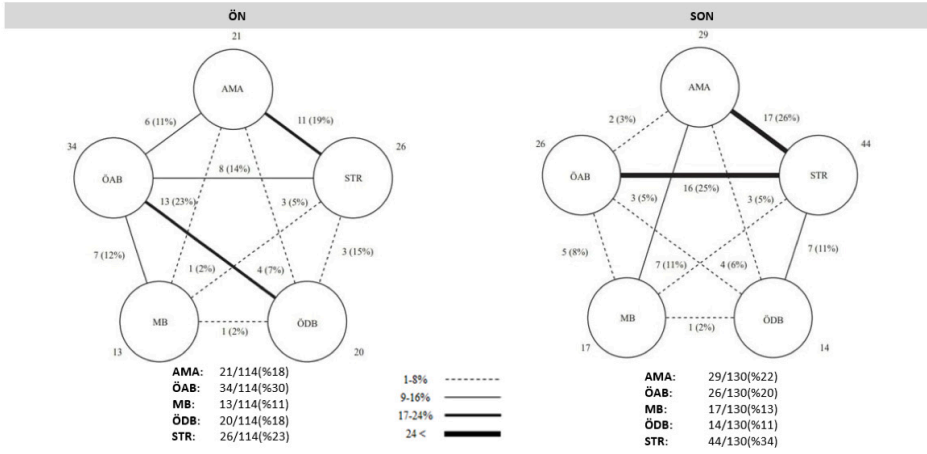 ÖN
21
AMA
6 (11%)
11 (19%)
34
26
8 (14%)
ÖAB
STR
13 (23%)
3 (5%)
7 (12%)
3 (15%)
1 (2%)
4 (7%)
MB
ÖDB
1 (2%)
13
20
AMA: 21/114(%18)
ÖAB: 34/114(%30)
MB: 13/114(%11)
ÖDB: 20/114(%18)
STR: 26/114(%23)
1-8%
9-16%
17-24%
24 <
SON
29
AMA
2 (3%)
17 (26%)
26
44
ÖAB
STR
16 (25%)
3 (5%)
3 (5%)
5 (8%)
7 (11%)
7 (11%)
4 (6%)
MB
ÖDB
1 (2%)
17
14
AMA: 29/130(%22)
ÖAB: 26/130(%20)
MB: 17/130(%13)
ÖDB: 14/130(%11)
STR: 44/130(%34)